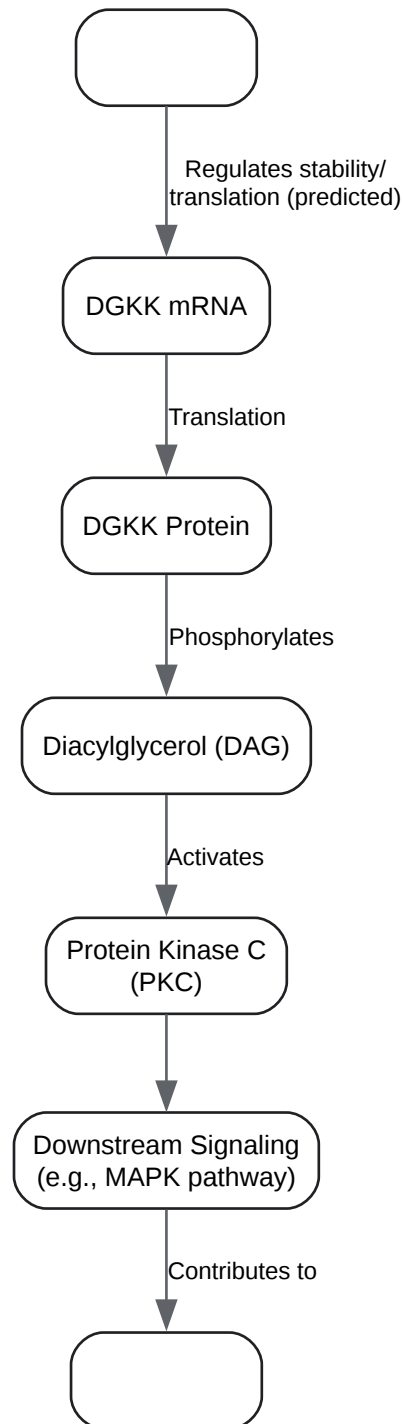 Regulates stability/
translation (predicted)
DGKK mRNA
Translation
DGKK Protein
Phosphorylates
Diacylglycerol (DAG)
Activates
Protein Kinase C
(PKC)
Downstream Signaling
(e.g., MAPK pathway)
Contributes to